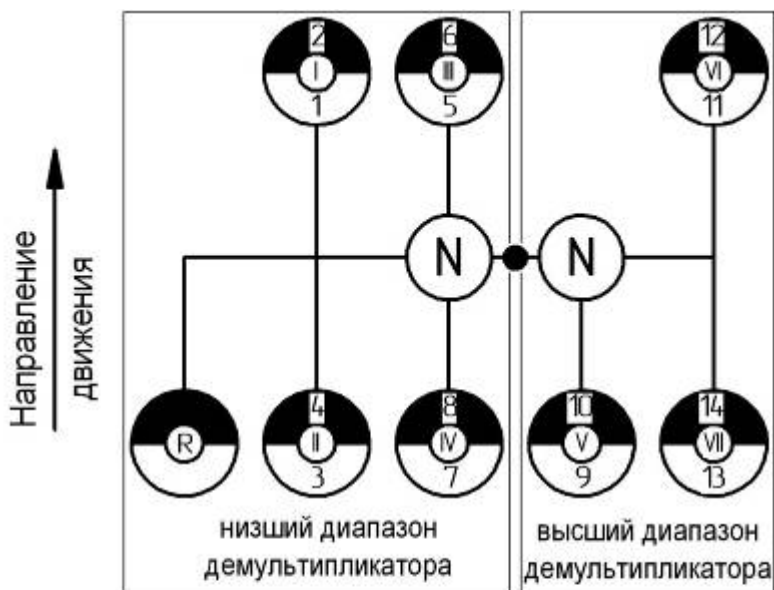 2 6 12
I III VI
1 5 11
Направление
движения
N N
4 8 10 14
R II IV V VII
3 7 9 13
низший диапазон
демультипликатора
высший диапазон
демультипликатора